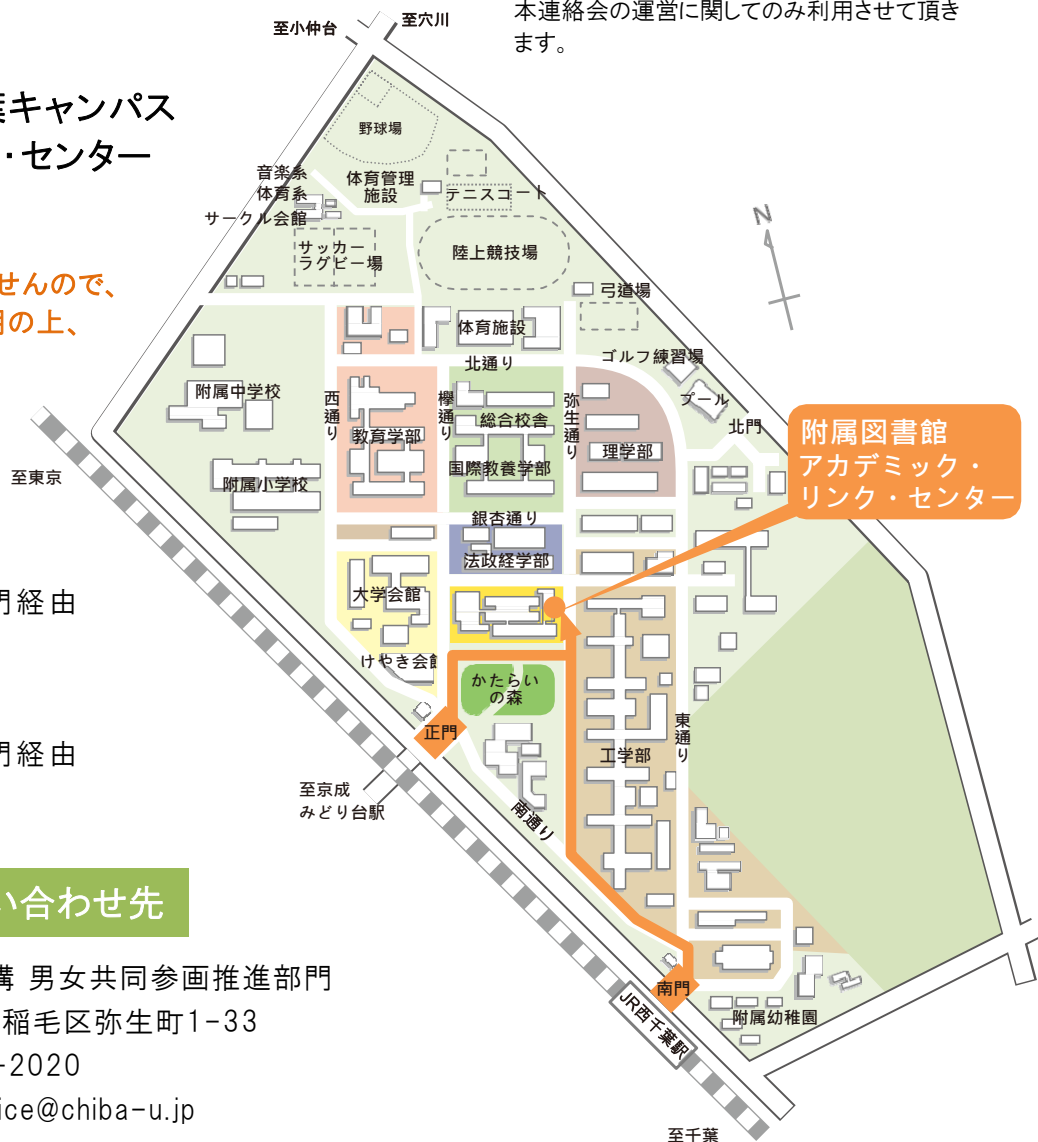 本連絡会の運営に関してのみ利用させて頂き
ます。
至小仲台
至穴川
キャンパス
・センター
せんので、
の上、
門経由
門経由
い合わせ先
男女共同参画推進部門
稲毛区弥生町1-33
-2020
ice@chiba-u.jp
野球場
音楽系
体育系
サークル会館
体育管理
施設
テニスコート
サッカー
ラグビー場
陸上競技場
N
弓道場
体育施設
北通り
ゴルフ練習場
プール
北門
附属中学校
西通り
教育学部
欅通り
総合校舎
国際教養学部
弥生通り
理学部
附属図書館
アカデミック・
リンク・センター
至東京
附属小学校
銀杏通り
法政経学部
大学会館
けやき会館
かたらい
の森
正門
東通り
工学部
至京成
みどり台駅
南通り
南門
JR西千葉駅
附属幼稚園
至千葉